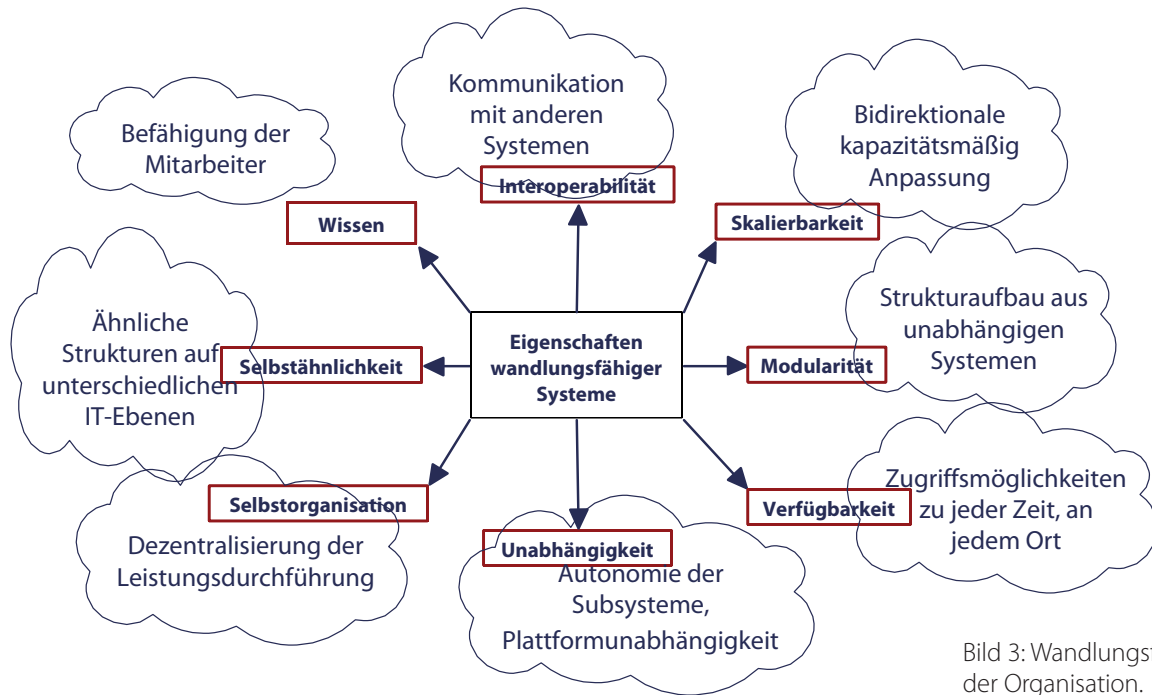 Kommunikation
mit anderen
Systemen
Interoperabilität
Befähigung der
Mitarbeiter
Wissen
Bidirektionale
kapazitätsmäßig
Anpassung
Skalierbarkeit
Ähnliche
Strukturen auf
unterschiedlichen
IT-Ebenen
Selbstähnlichkeit
Eigenschaften
wandlungsfähiger
Systeme
Strukturaufbau aus
unabhängigen
Systemen
Modularität
Selbstorganisation
Dezentralisierung der
Leistungsdurchführung
Unabhängigkeit
Autonomie der
Subsysteme,
Plattformunabhängigkeit
Zugriffsmöglichkeiten
zu jeder Zeit, an
jedem Ort
Verfügbarkeit
Bild 3:
der Organisation.